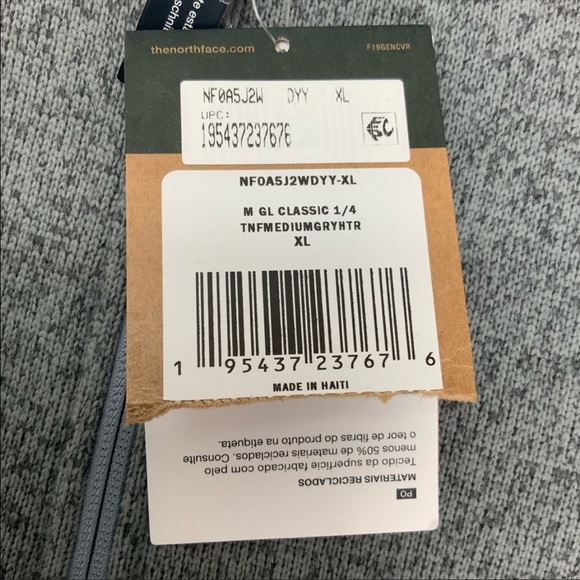 e esta
schnie
thenorthface.com
F19GENCVR
NF0A5J2W DYY XL
UPC:
195437237676
NF0A5J2WDYY-XL
M GL CLASSIC 1/4
TNFMEDIUMGRYHTR
XL
1 95437 23767 6
MADE IN HAITI
PO
MATERIAIS RECICLADOS
Tecido da superfície fabricado com pelo
menos 50% de materiais reciclados. Consulte
o teor de fibras do produto na etiqueta.